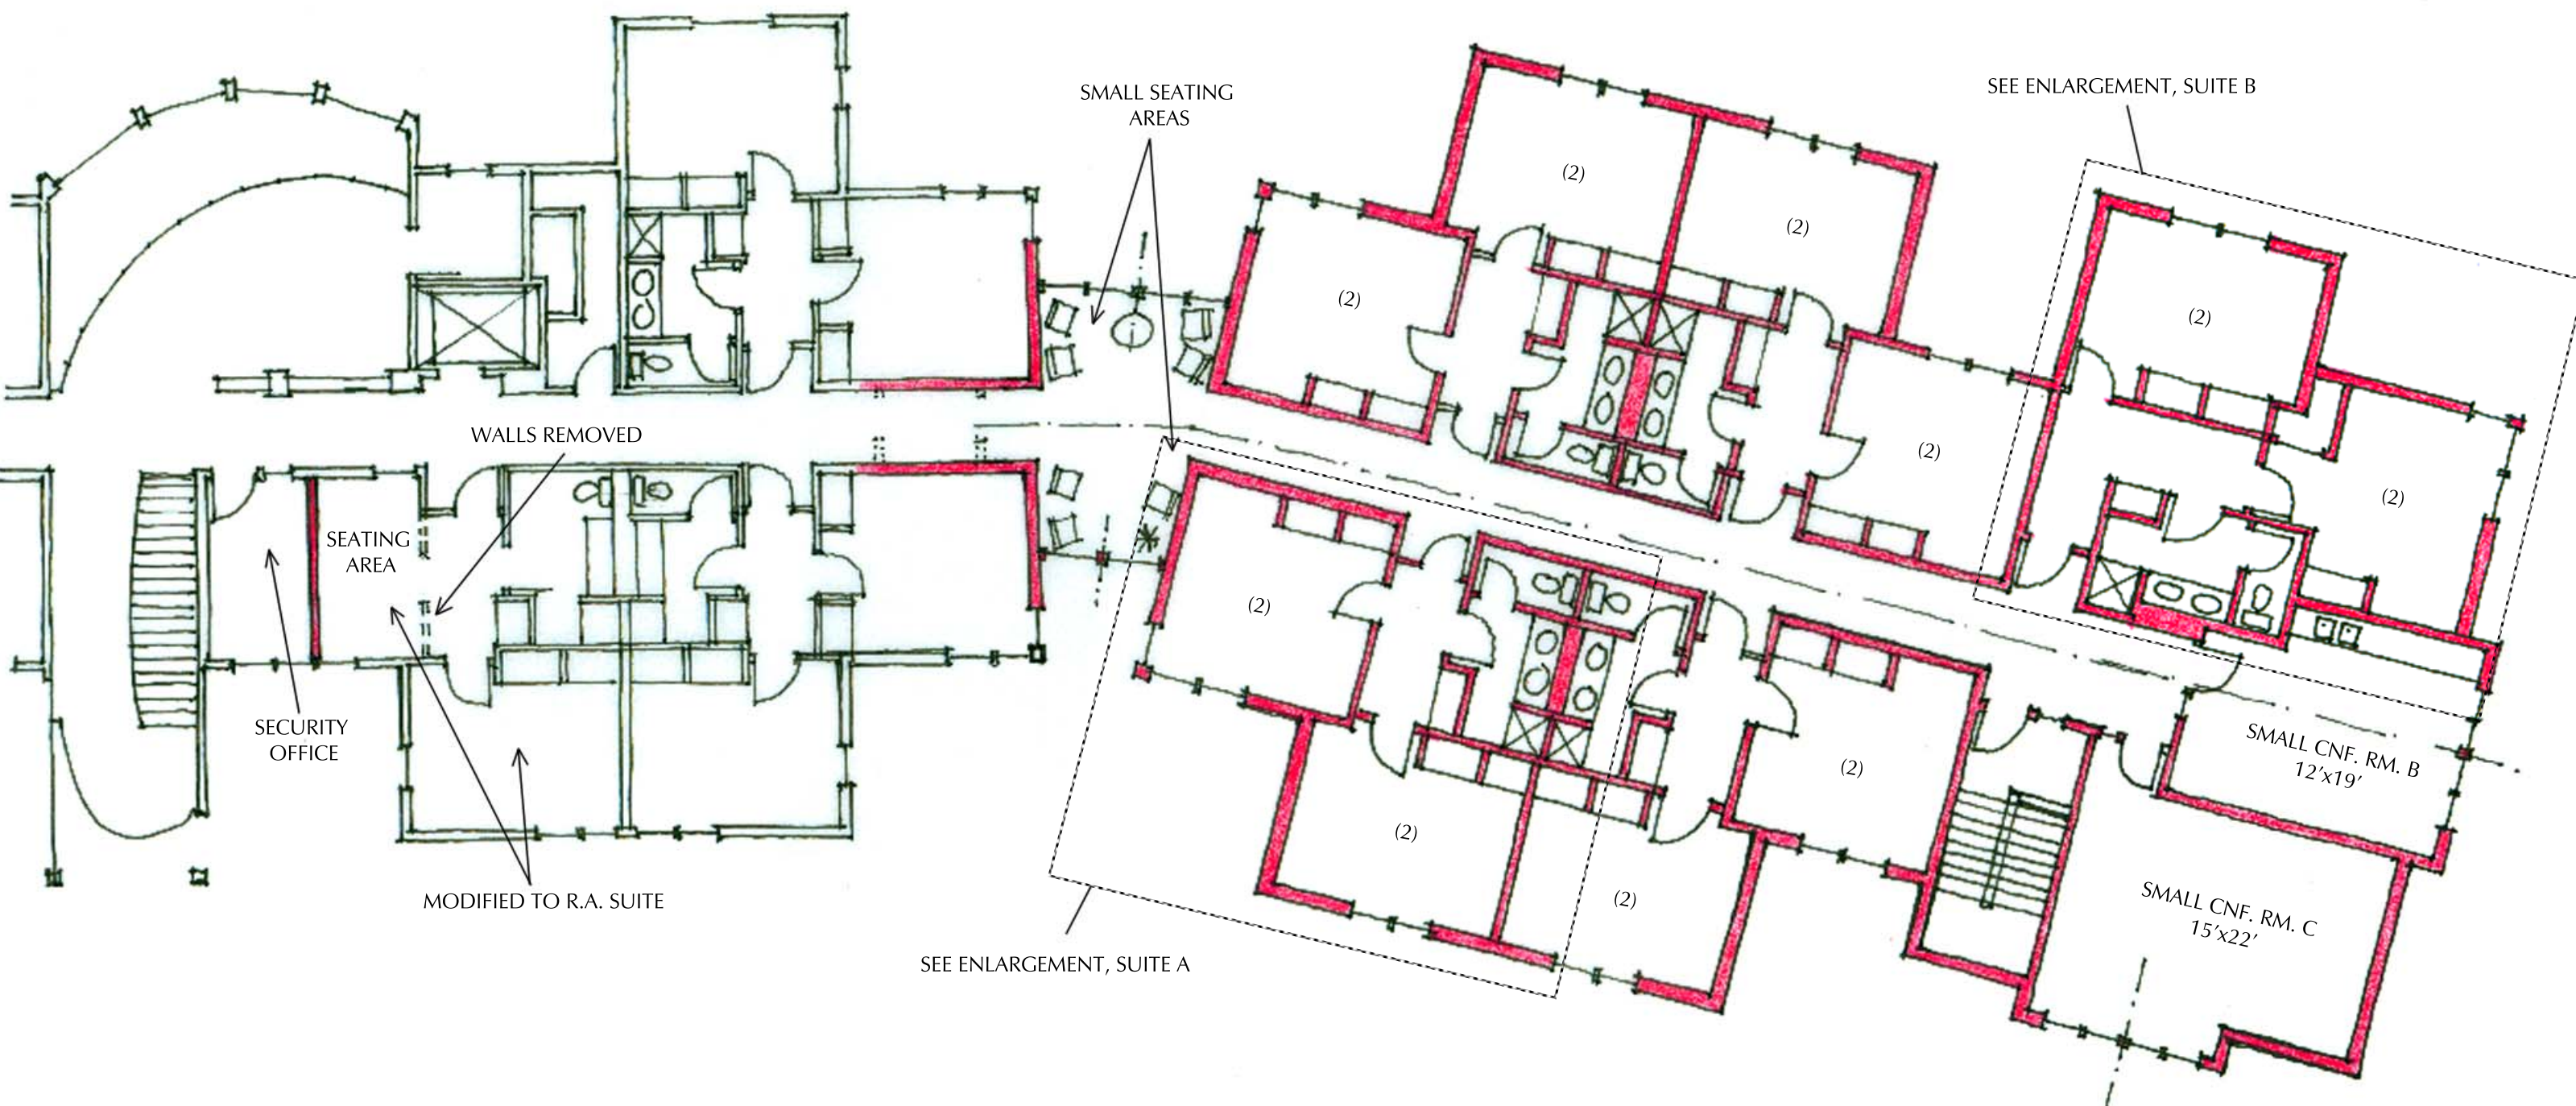 SEE ENLARGEMENT, SUITE B
SMALL SEATING
AREAS
(2)
(2)
(2)
(2)
(2)
(2)
WALLS REMOVED
SEATING
AREA
SECURITY
OFFICE
MODIFIED TO R.A. SUITE
(2)
(2)
(2)
(2)
SEE ENLARGEMENT, SUITE A
SMALL CNF. RM. B
12'x19'
SMALL CNF. RM. C
15'x22'